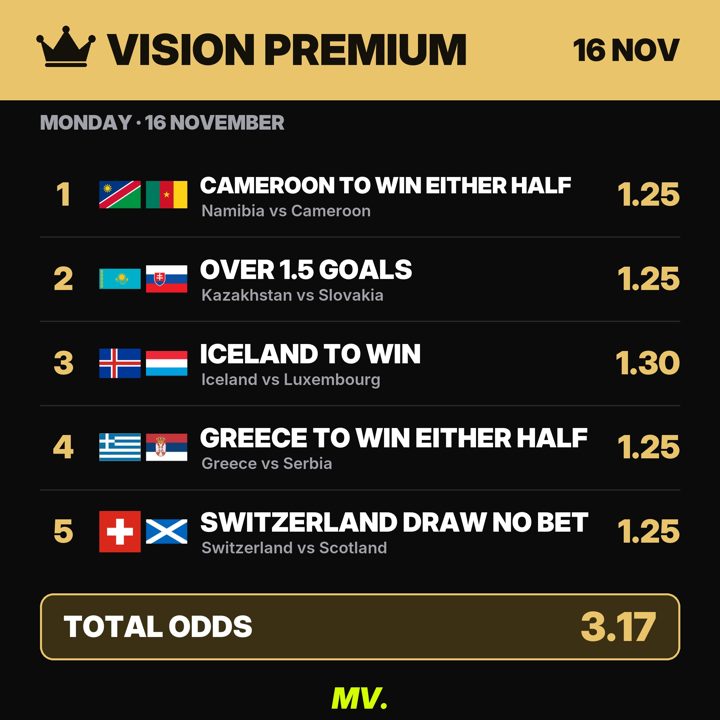 VISION PREMIUM
16 NOV
MONDAY · 16 NOVEMBER
1
CAMEROON TO WIN EITHER HALF
1.25
Namibia vs Cameroon
2
OVER 1.5 GOALS
1.25
Kazakhstan vs Slovakia
3
ICELAND TO WIN
1.30
Iceland vs Luxembourg
4
GREECE TO WIN EITHER HALF
1.25
Greece vs Serbia
5
SWITZERLAND DRAW NO BET
1.25
Switzerland vs Scotland
TOTAL ODDS
3.17
MV.